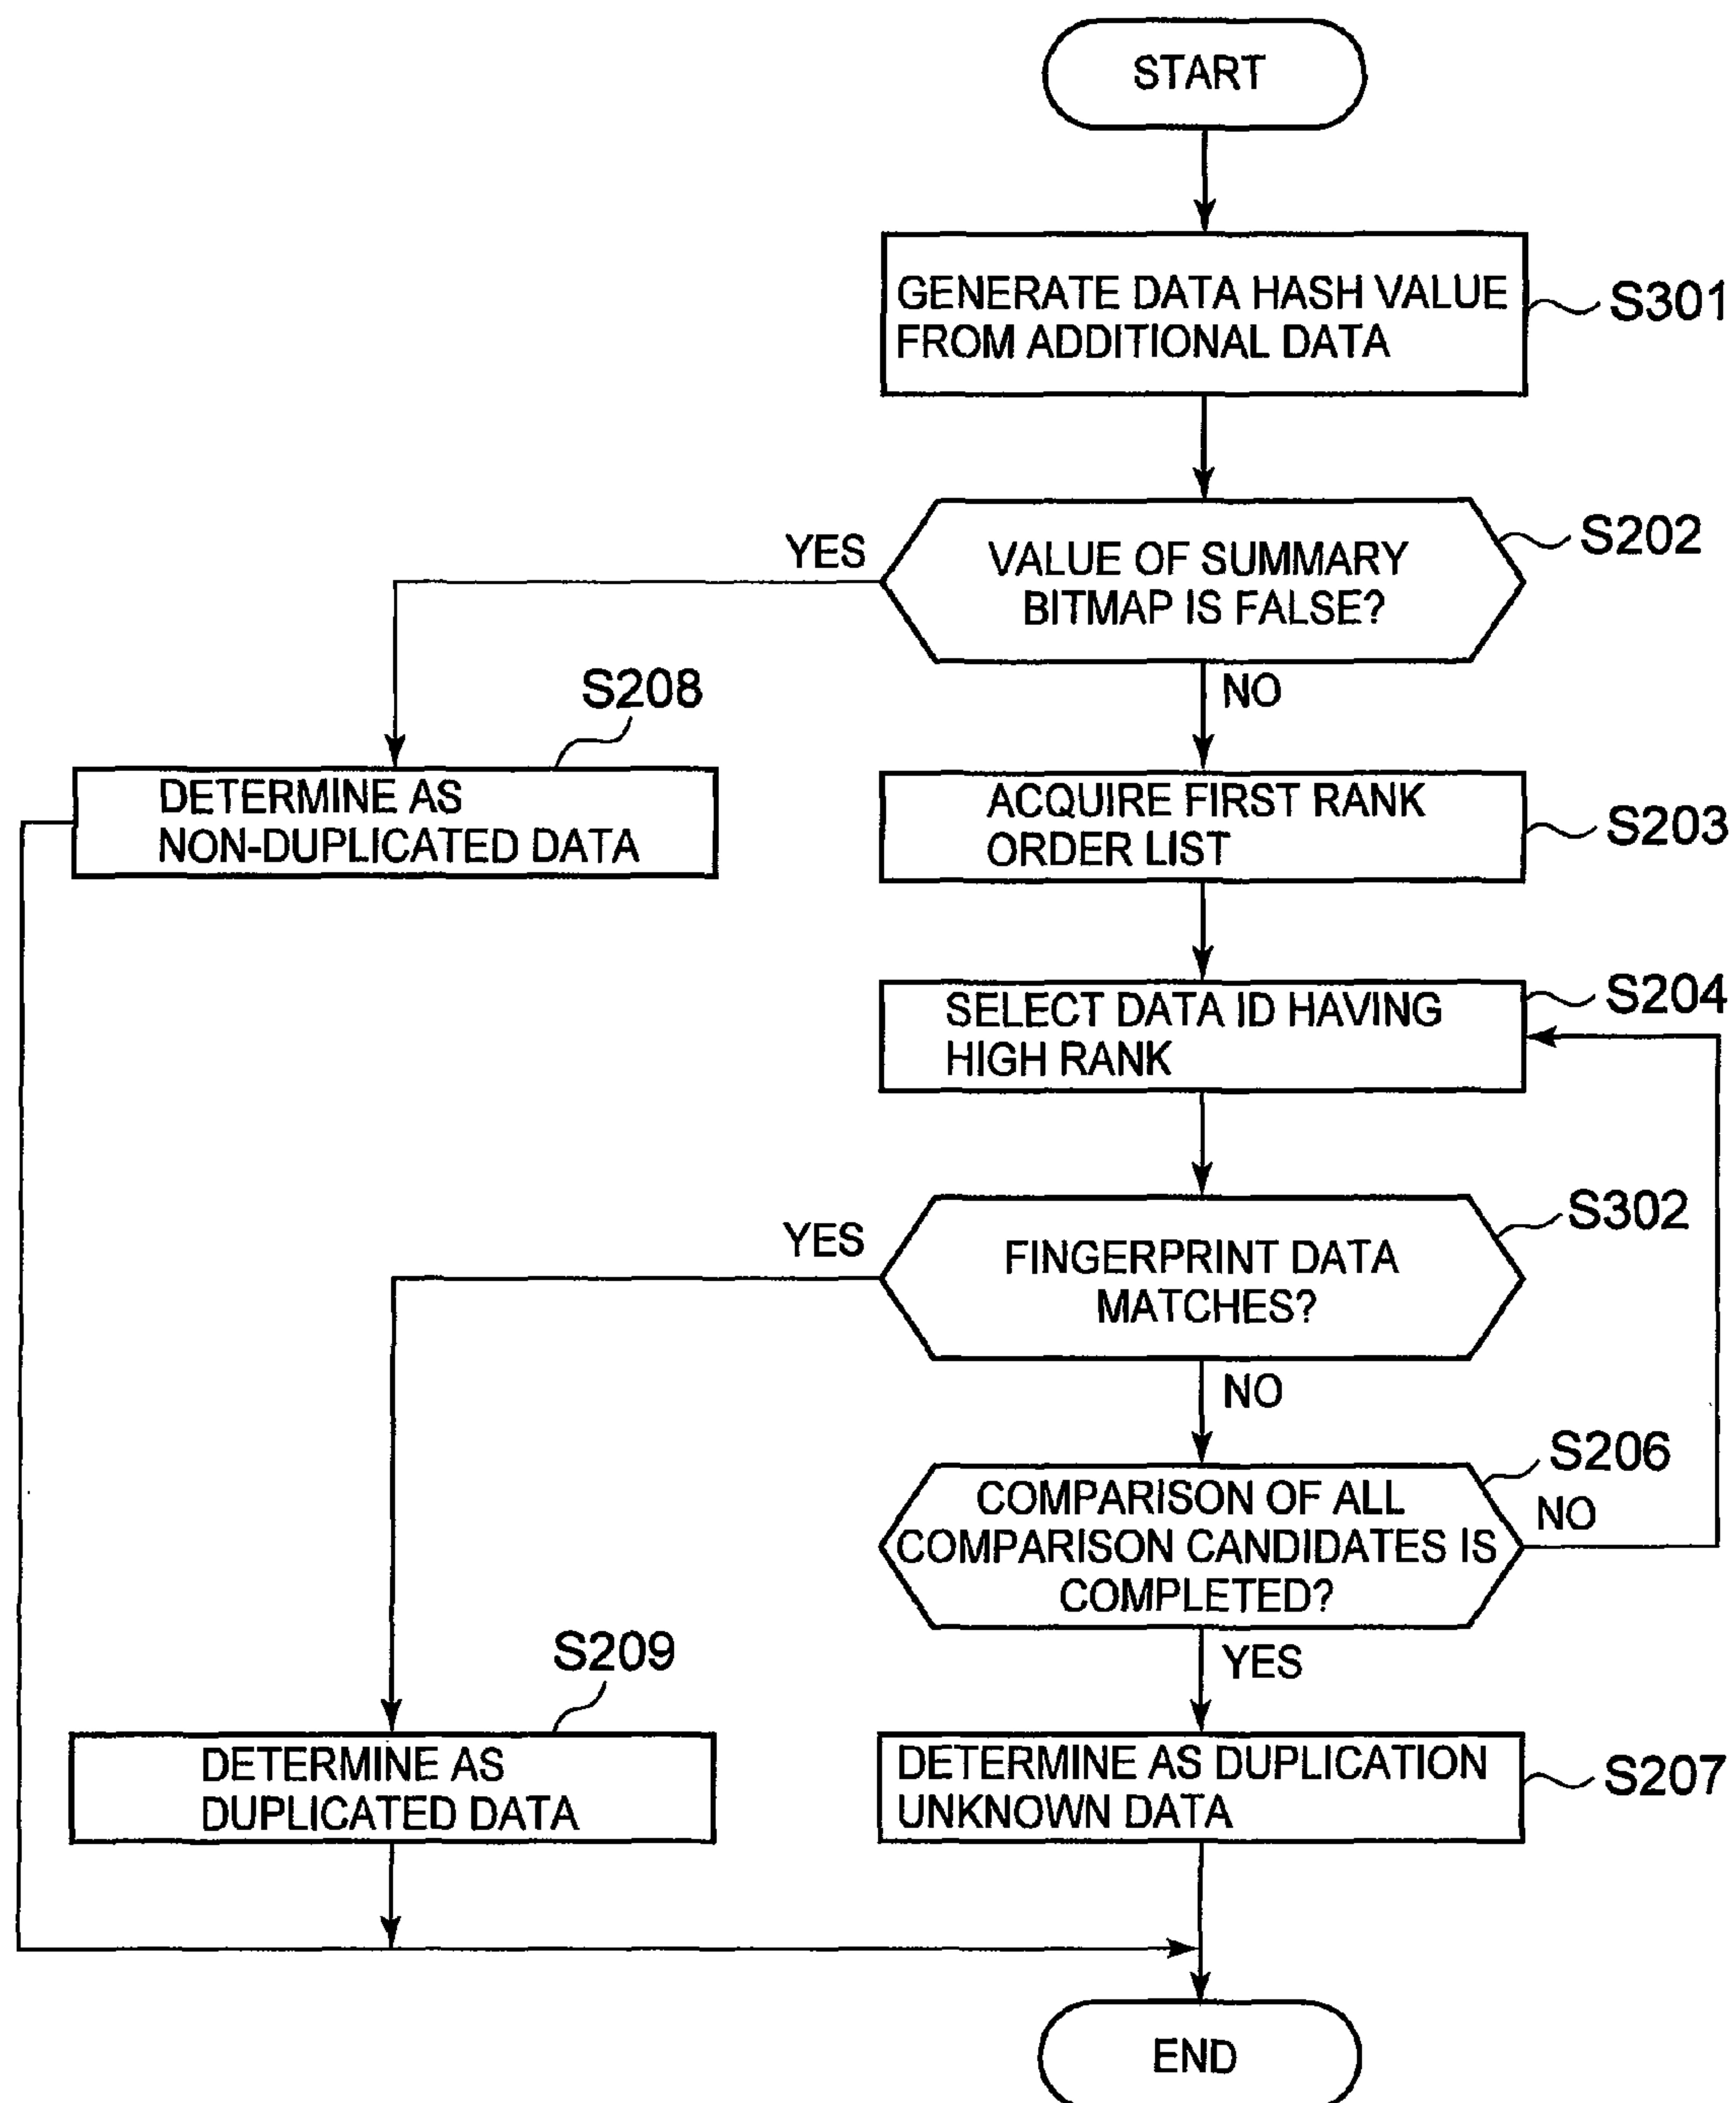 START
GENERATE DATA HASH VALUE
FROM ADDITIONAL DATA
S301
VALUE OF SUMMARY
BITMAP IS FALSE?
S202
YES
NO
S208
DETERMINE AS
NON-DUPLICATED DATA
ACQUIRE FIRST RANK
ORDER LIST
S203
SELECT DATA ID HAVING
HIGH RANK
S204
FINGERPRINT DATA
MATCHES?
S302
YES
NO
COMPARISON OF ALL
COMPARISON CANDIDATES IS
COMPLETED?
S206
NO
YES
S209
DETERMINE AS
DUPLICATED DATA
DETERMINE AS DUPLICATION
UNKNOWN DATA
S207
END